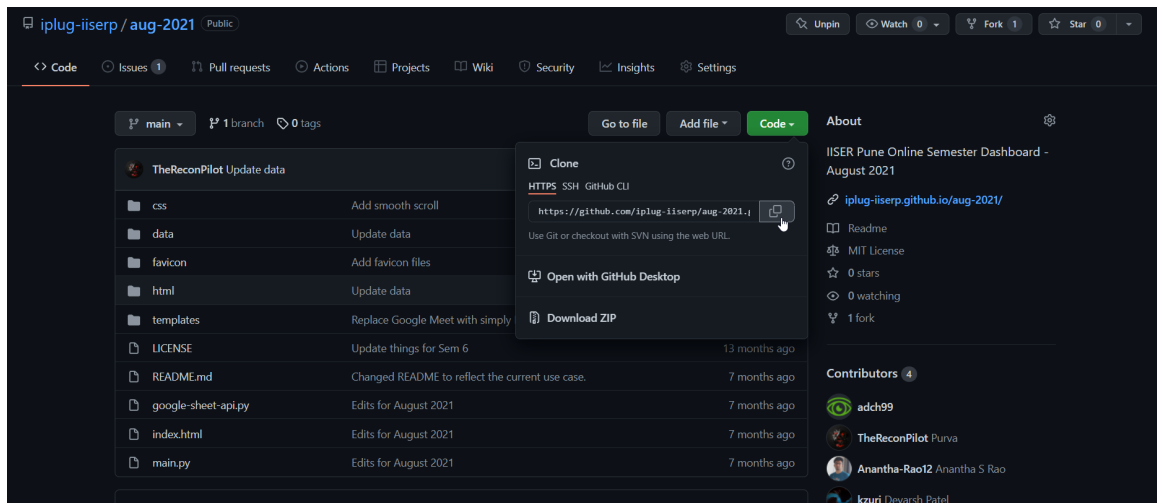 iplug-iiserp / aug-2021 Public
Unpin
Watch 0
Fork 1
Star 0
<> Code
Issues 1
Pull requests
Actions
Projects
Wiki
Security
Insights
Settings
main
1 branch
0 tags
Go to file
Add file
Code
TheReconPilot Update data
css Add smooth scroll
data Update data
favicon Add favicon files
html Update data
templates Replace Google Meet with simply
LICENSE Update things for Sem 6 13 months ago
README.md Changed README to reflect the current use case. 7 months ago
google-sheet-api.py Edits for August 2021 7 months ago
index.html Edits for August 2021 7 months ago
main.py Edits for August 2021 7 months ago
Clone
HTTPS SSH GitHub CLI
https://github.com/iplug-iiserp/aug-2021.
Use Git or checkout with SVN using the web URL.
Open with GitHub Desktop
Download ZIP
About
IISER Pune Online Semester Dashboard -
August 2021
iplug-iiserp.github.io/aug-2021/
Readme
MIT License
0 stars
0 watching
1 fork
Contributors 4
adch99
TheReconPilot Purva
Anantha-Rao12 Anantha S Rao
kzuri Devarsh Patel